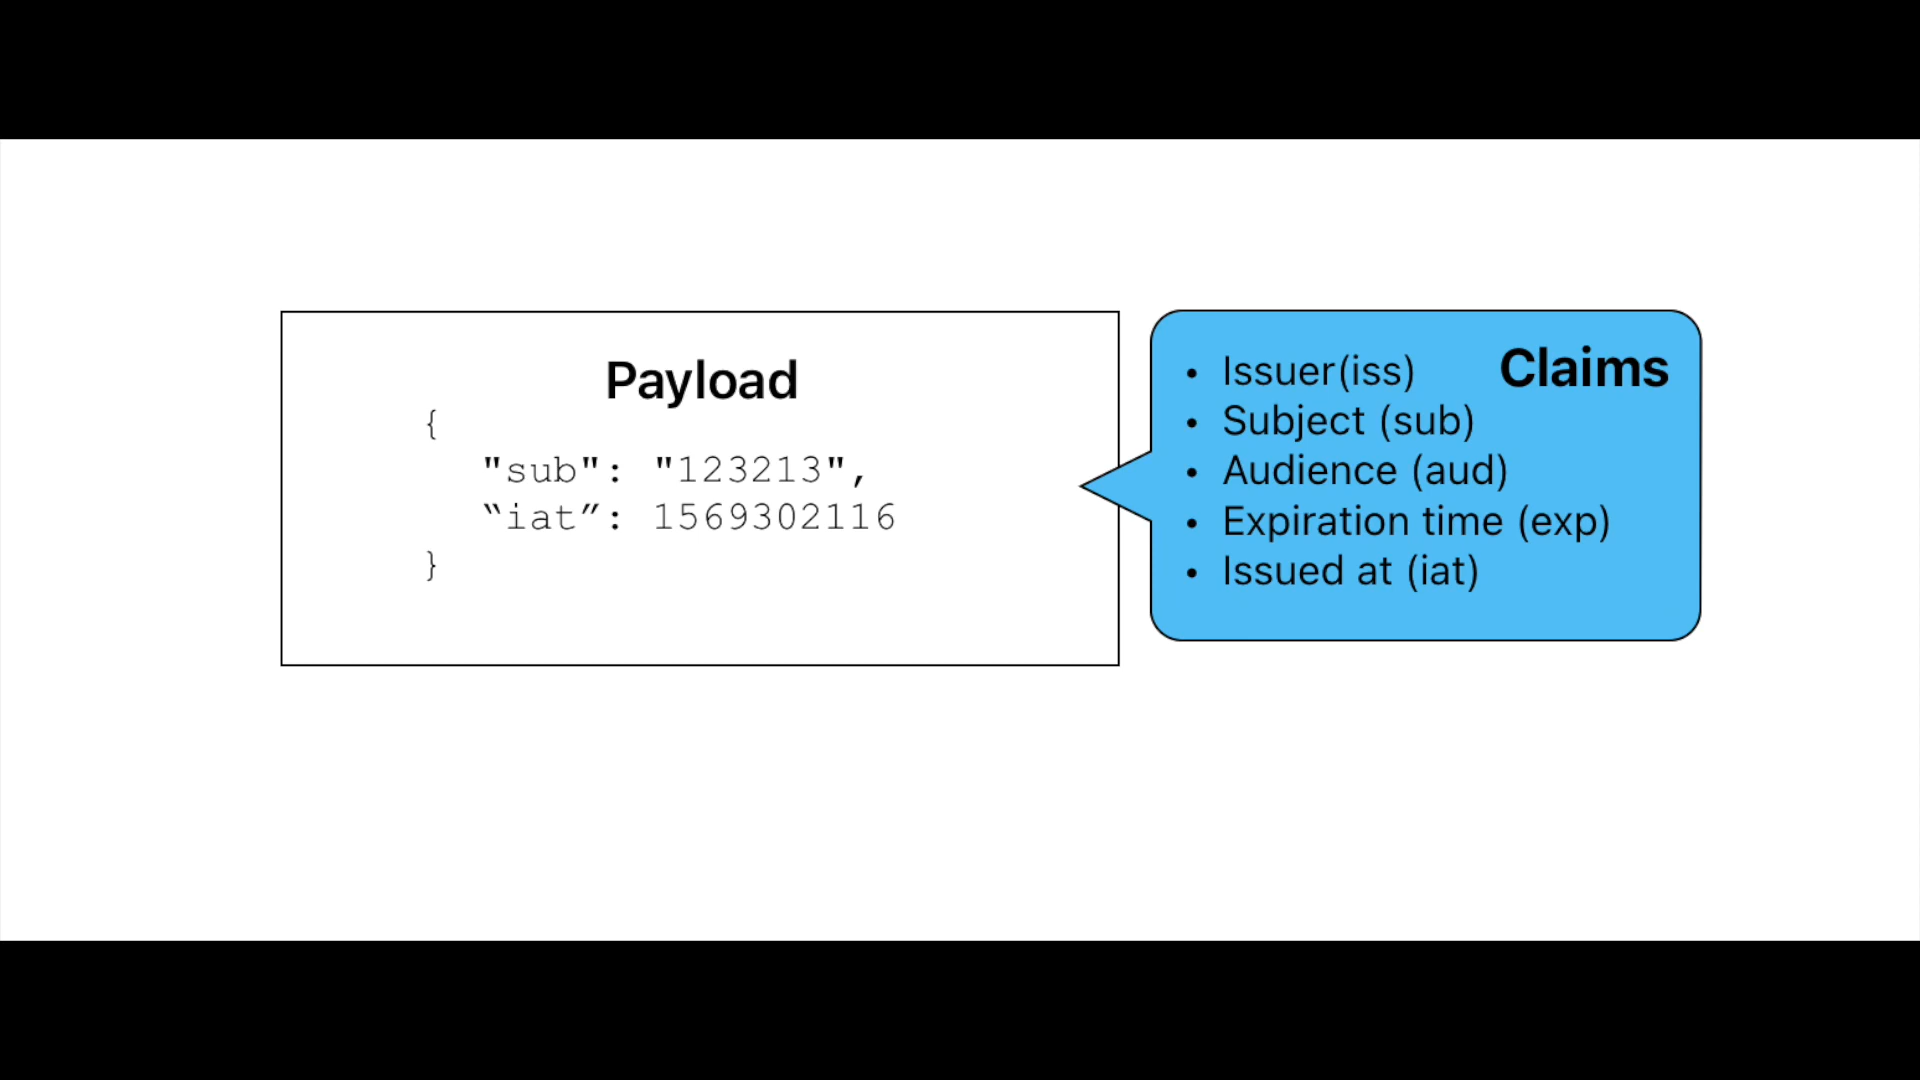 Payload
{
"sub": "123213",
“iat”: 1569302116
}
Claims
• Issuer(iss)
• Subject (sub)
• Audience (aud)
• Expiration time (exp)
• Issued at (iat)